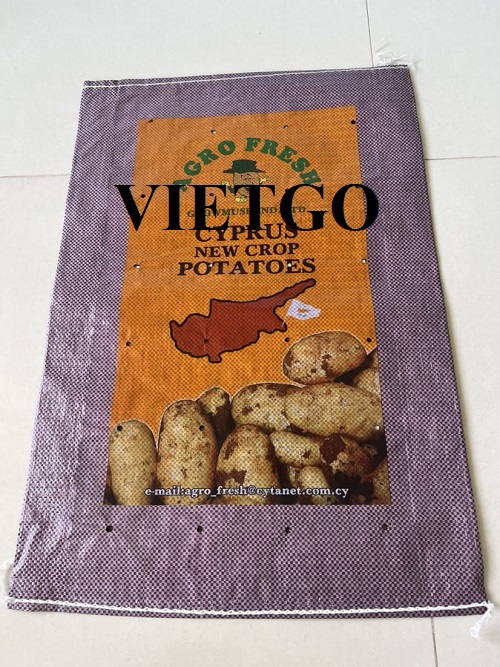 AGRO FRESH
VIETGO
CYPRUS
NEW CROP
POTATOES
e-mail:agro_fresh@cytanet.com.cy